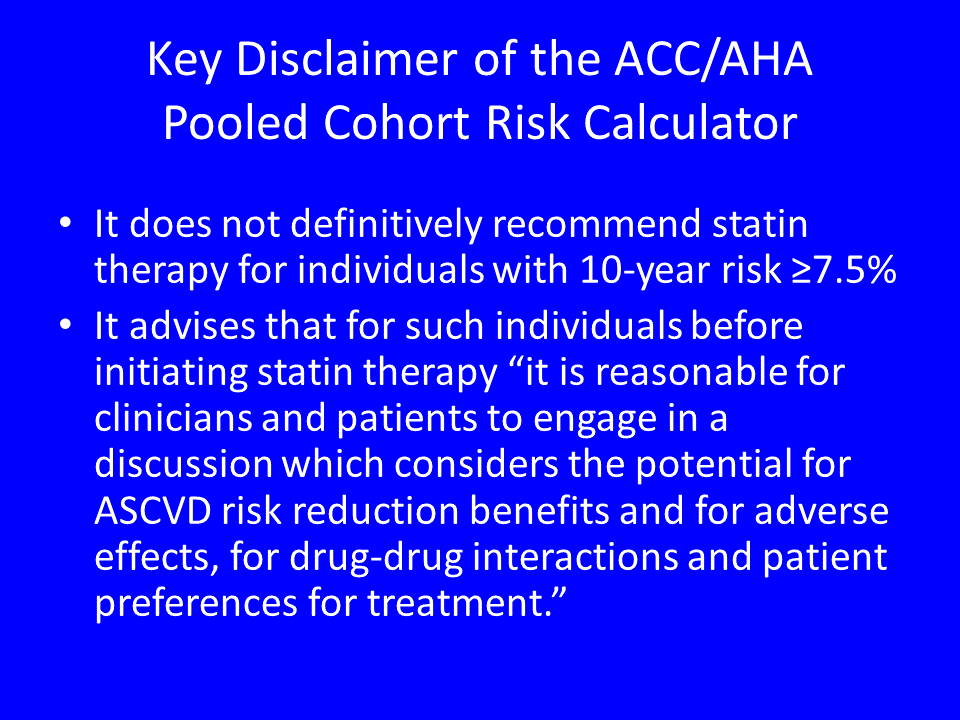 Key Disclaimer of the ACC/AHA
Pooled Cohort Risk Calculator
• It does not definitively recommend statin
therapy for individuals with 10-year risk ≥7.5%
• It advises that for such individuals before
initiating statin therapy “it is reasonable for
clinicians and patients to engage in a
discussion which considers the potential for
ASCVD risk reduction benefits and for adverse
effects, for drug-drug interactions and patient
preferences for treatment.”